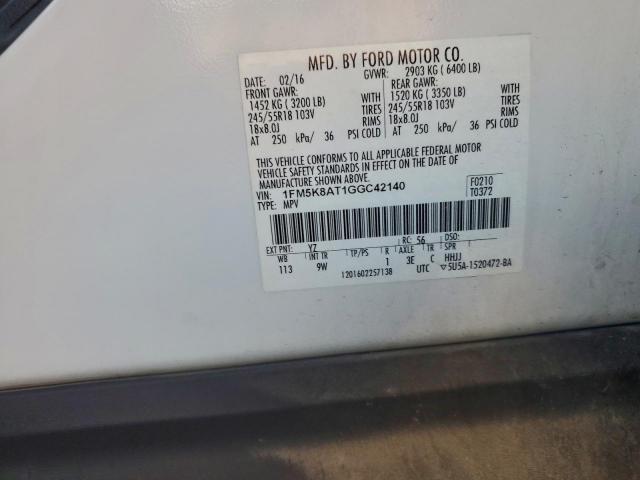 MFD. BY FORD MOTOR CO.
DATE: 02/16 GVWR: 2903 KG (6400 LB)
FRONT GAWR: REAR GAWR:
1452 KG (3200 LB) WITH 1520 KG (3350 LB) WITH
245/55R18 103V TIRES 245/55R18 103V TIRES
18x8.0J RIMS 18x8.0J RIMS
AT 250 kPa/ 36 PSI COLD AT 250 kPa/ 36 PSI COLD
THIS VEHICLE CONFORMS TO ALL APPLICABLE FEDERAL MOTOR
VEHICLE SAFETY STANDARDS IN EFFECT ON THE DATE OF
MANUFACTURE SHOWN ABOVE.
VIN: 1FM5K8AT1GGC42140 F0210
TYPE: MPV T0372
EXT PNT: YZ RC: 56 DSO:
WB INT TR TP/PS R AXLE TR SPR
113 9W 1 3E C HHJJ
1201602257138 UTC ▽5U5A-1520472-BA